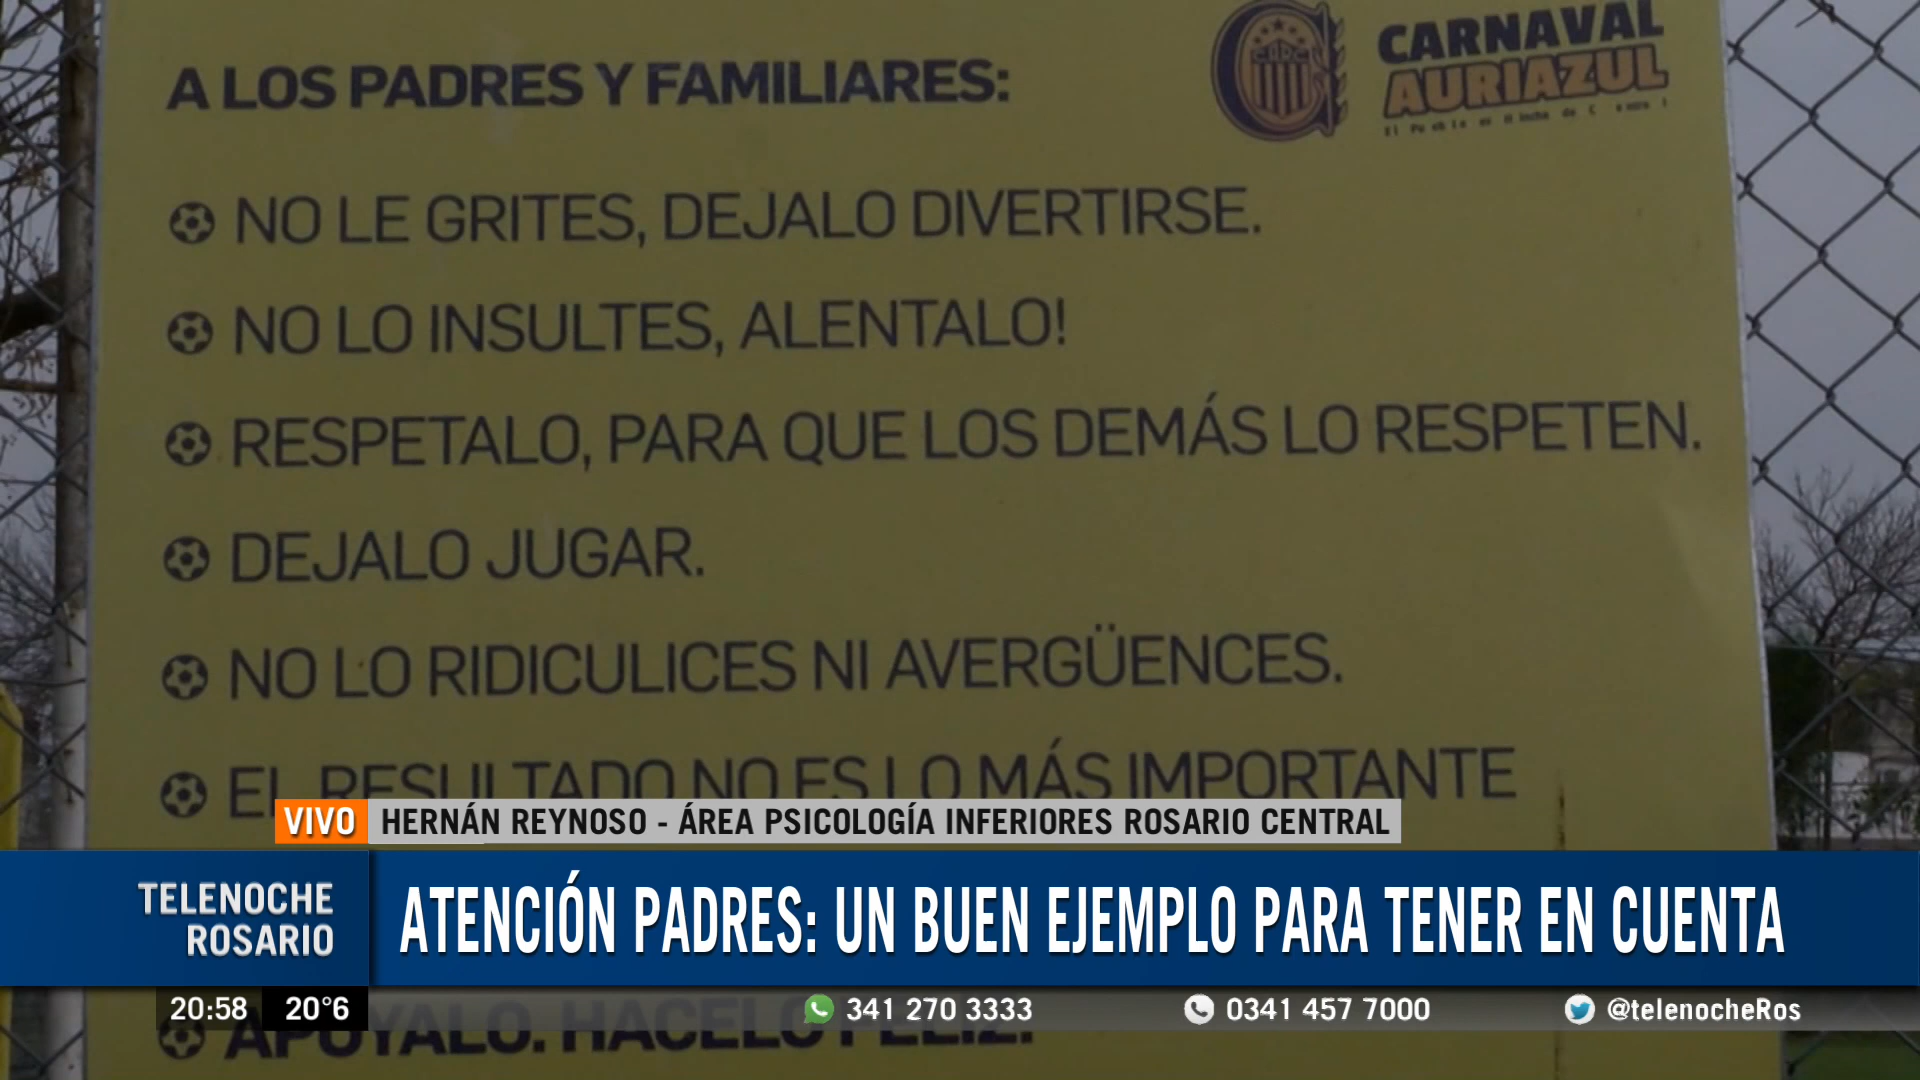 CARNAVAL
AURIAZUL
A LOS PADRES Y FAMILIARES:
NO LE GRITES, DEJALO DIVERTIRSE.
NO LO INSULTES, ALENTALO!
RESPETALO, PARA QUE LOS DEMÁS LO RESPETEN.
DEJALO JUGAR.
NO LO RIDICULICES NI AVERGÜENCES.
EL RESULTADO NO ES LO MÁS IMPORTANTE
VIVO HERNÁN REYNOSO - ÁREA PSICOLOGÍA INFERIORES ROSARIO CENTRAL
TELENOCHE
ROSARIO
ATENCIÓN PADRES: UN BUEN EJEMPLO PARA TENER EN CUENTA
20:58 20°6 341 270 3333 0341 457 7000 @telenocheRos
APOYALO. HACELO FELIZ!